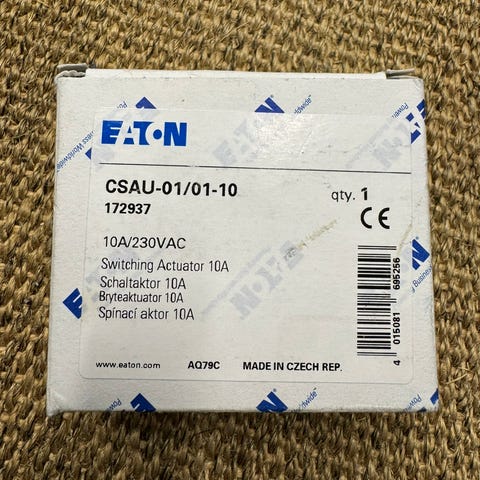 EATON
CSAU-01/01-10
qty. 1
172937
CE
10A/230VAC
Switching Actuator 10A
Schaltaktor 10A
Bryteaktuator 10A
Spínací aktor 10A
4 015081 695256
www.eaton.com
AQ79C
MADE IN CZECH REP.